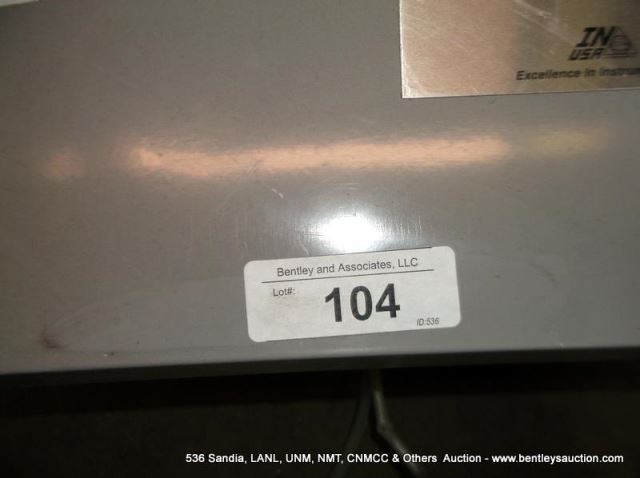 IN
USA
Excellence in
Bentley and Associates, LLC
Lot#:
104
ID:536
536 Sandia, LANL, UNM, NMT, CNMCC & Others Auction - www.bentleysauction.com